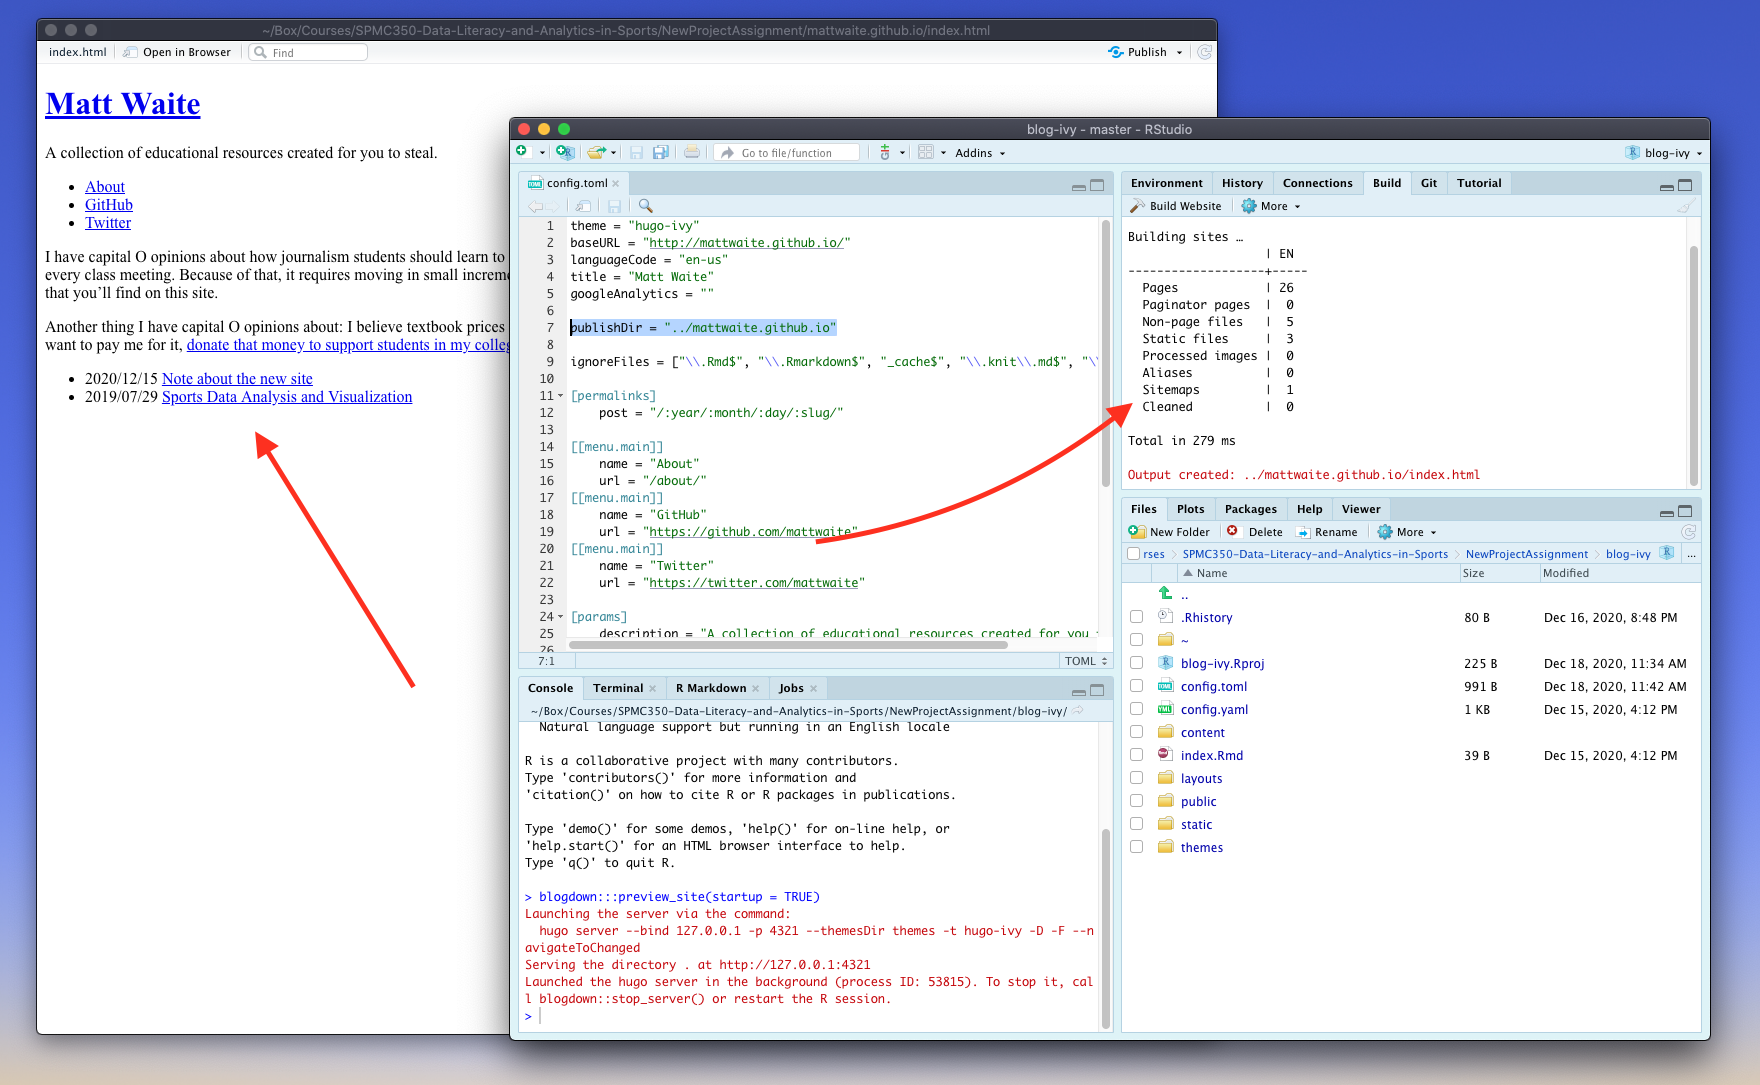 ~/Box/Courses/SPMC350-Data-Literacy-and-Analytics-in-Sports/NewProjectAssignment/mattwaite.github.io/index.html
index.html Open in Browser Find Publish
Matt Waite
A collection of educational resources created for you to steal.
About
GitHub
Twitter
I have capital O opinions about how journalism students should learn to
every class meeting. Because of that, it requires moving in small increme
that you’ll find on this site.
Another thing I have capital O opinions about: I believe textbook prices
want to pay me for it, donate that money to support students in my colleg
2020/12/15 Note about the new site
2019/07/29 Sports Data Analysis and Visualization
blog-ivy - master - RStudio
Go to file/function Addins blog-ivy
config.toml
1 theme = "hugo-ivy"
2 baseURL = "http://mattwaite.github.io/"
3 languageCode = "en-us"
4 title = "Matt Waite"
5 googleAnalytics = ""
6
7 publishDir = "../mattwaite.github.io"
8
9 ignoreFiles = ["\\.Rmd$", "\\.Rmarkdown$", "_cache$", "\\.knit\\.md$", "\
10
11 [permalinks]
12 post = "/:year/:month/:day/:slug/"
13
14 [[menu.main]]
15 name = "About"
16 url = "/about/"
17 [[menu.main]]
18 name = "GitHub"
19 url = "https://github.com/mattwaite"
20 [[menu.main]]
21 name = "Twitter"
22 url = "https://twitter.com/mattwaite"
23
24 [params]
25 description = "A collection of educational resources created for you
26
7:1 TOML
Console Terminal R Markdown Jobs
~/Box/Courses/SPMC350-Data-Literacy-and-Analytics-in-Sports/NewProjectAssignment/blog-ivy/
Natural language support but running in an English locale
R is a collaborative project with many contributors.
Type 'contributors()' for more information and
'citation()' on how to cite R or R packages in publications.
Type 'demo()' for some demos, 'help()' for on-line help, or
'help.start()' for an HTML browser interface to help.
Type 'q()' to quit R.
> blogdown:::preview_site(startup = TRUE)
Launching the server via the command:
hugo server --bind 127.0.0.1 -p 4321 --themesDir themes -t hugo-ivy -D -F --n
avigateToChanged
Serving the directory . at http://127.0.0.1:4321
Launched the hugo server in the background (process ID: 53815). To stop it, cal
l blogdown::stop_server() or restart the R session.
>
Environment History Connections Build Git Tutorial
Build Website More
Building sites …
| EN
-------------------+-----
Pages | 26
Paginator pages | 0
Non-page files | 5
Static files | 3
Processed images | 0
Aliases | 0
Sitemaps | 1
Cleaned | 0
Total in 279 ms
Output created: ../mattwaite.github.io/index.html
Files Plots Packages Help Viewer
New Folder Delete Rename More
rses SPMC350-Data-Literacy-and-Analytics-in-Sports NewProjectAssignment blog-ivy ...
Name Size Modified
..
.Rhistory 80 B Dec 16, 2020, 8:48 PM
~
blog-ivy.Rproj 225 B Dec 18, 2020, 11:34 AM
config.toml 991 B Dec 18, 2020, 11:42 AM
config.yaml 1 KB Dec 15, 2020, 4:12 PM
content
index.Rmd 39 B Dec 15, 2020, 4:12 PM
layouts
public
static
themes